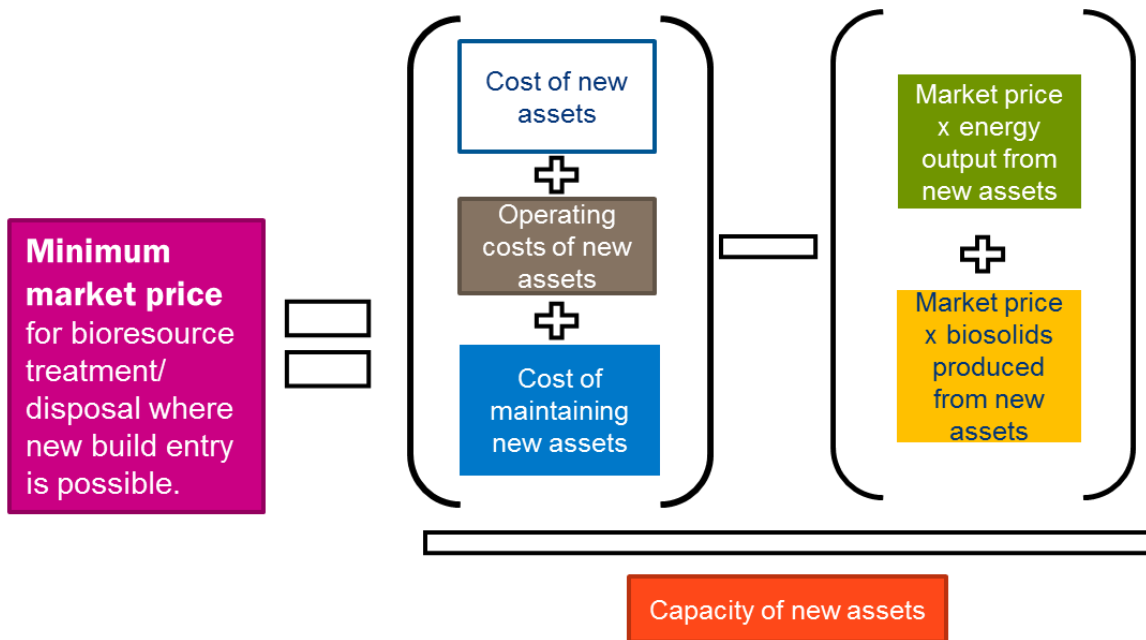 Minimum
market price
for bioresource
treatment/
disposal where
new build entry
is possible.
Cost of new
assets
Operating
costs of new
assets
Cost of
maintaining
new assets
Market price
x energy
output from
new assets
Market price
x biosolids
produced
from new
assets
Capacity of new assets